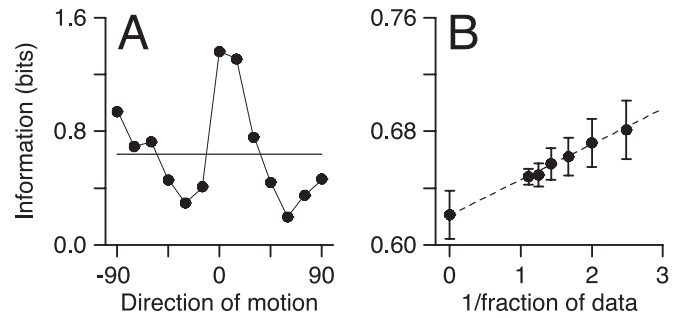 A
Information (bits)
1.6
0.8
0.0
-90 0 90
Direction of motion
B
0.76
0.68
0.60
0 1 2 3
1/fraction of data